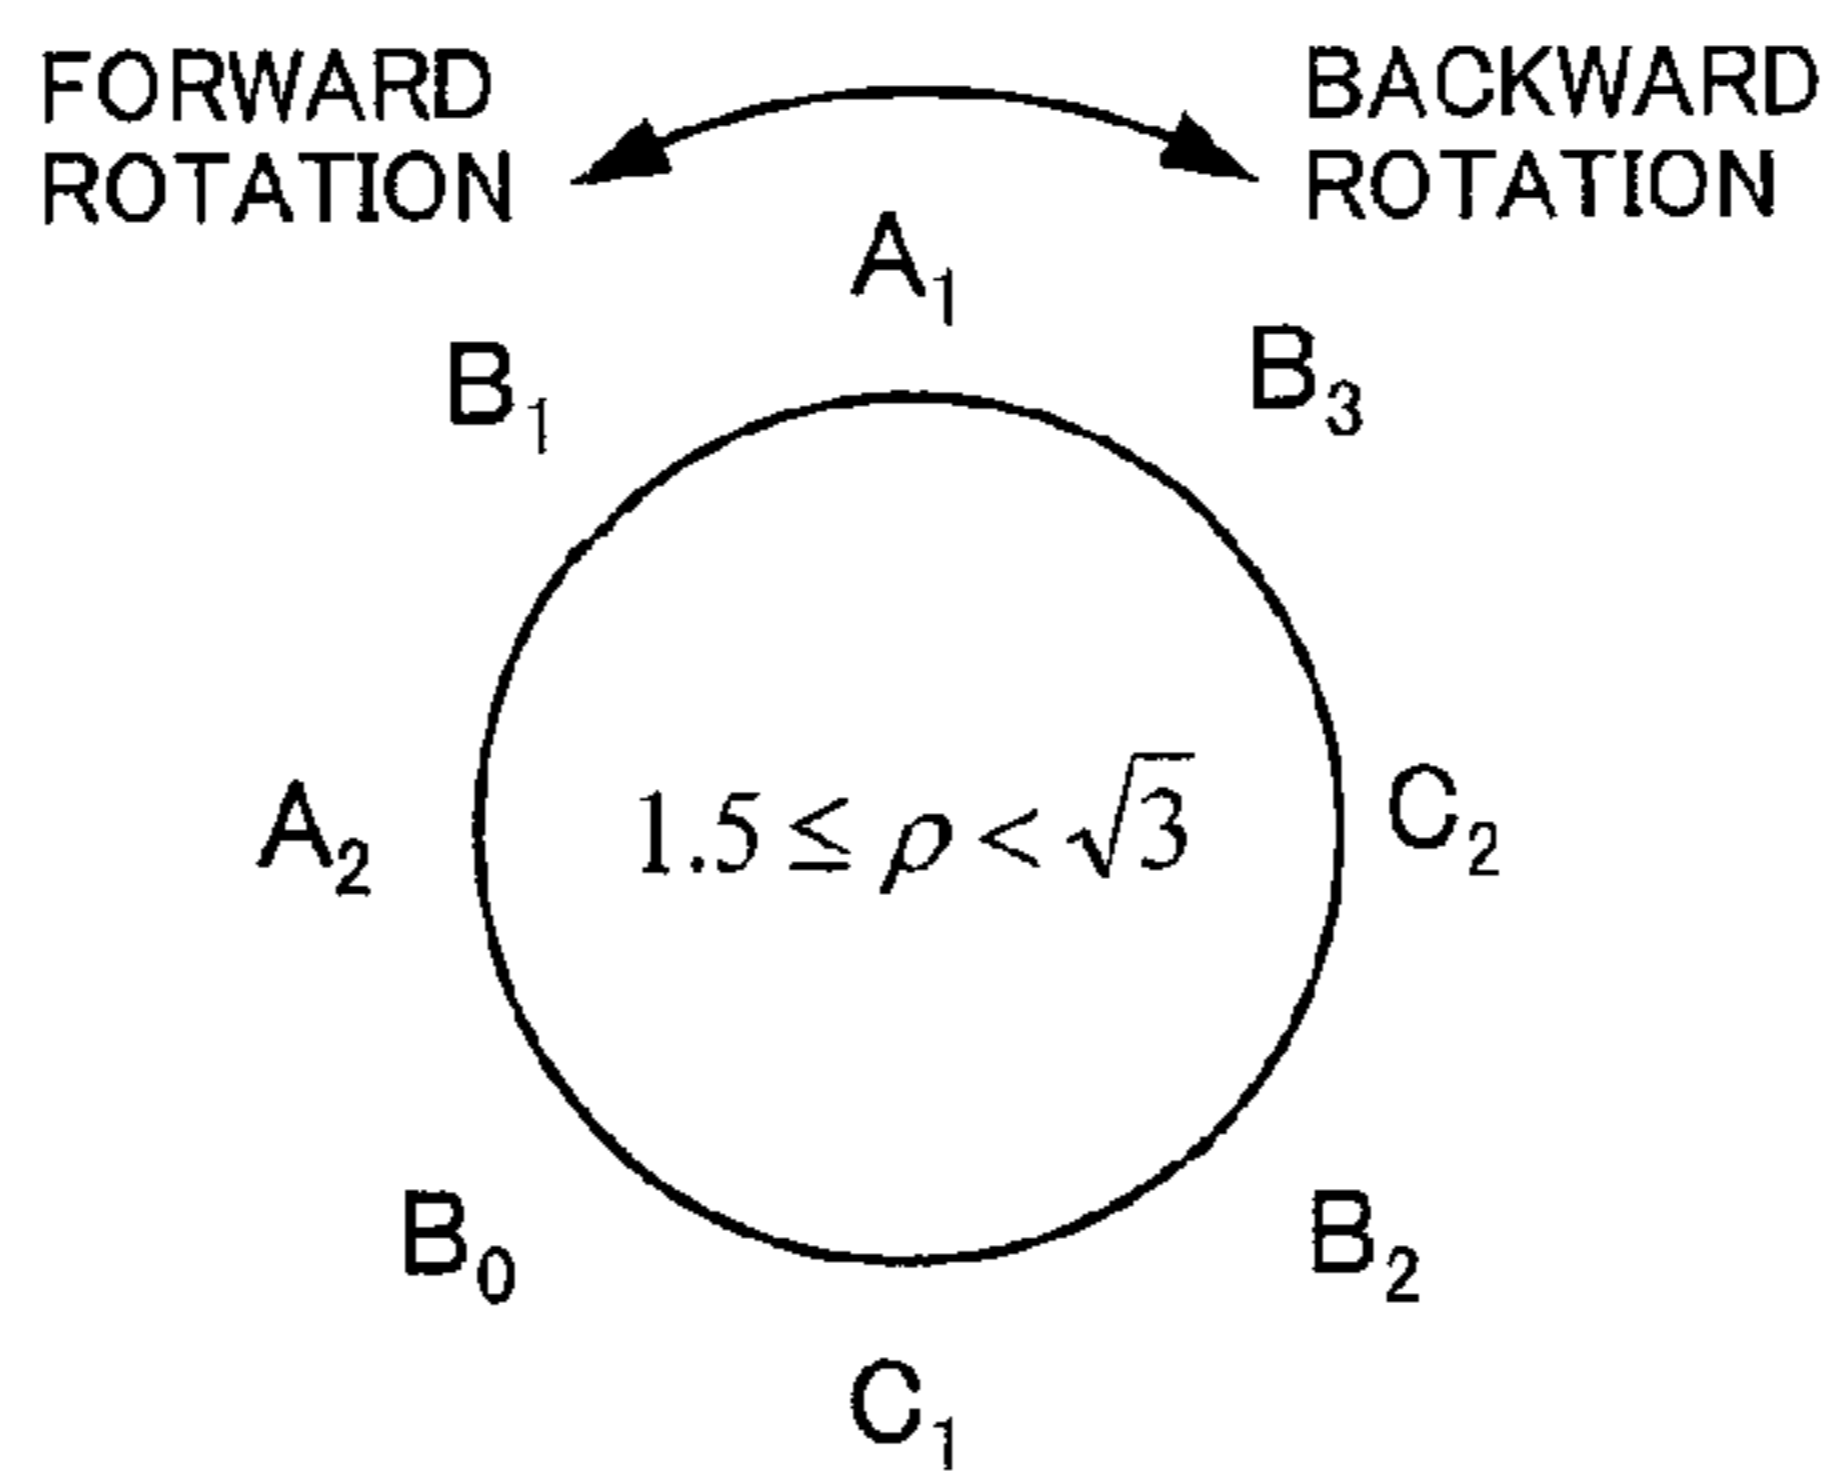 FORWARD
ROTATION
BACKWARD
ROTATION
A₁
B₁
B₃
A₂
1.5 ≤ ρ < √3
C₂
B₀
B₂
C₁